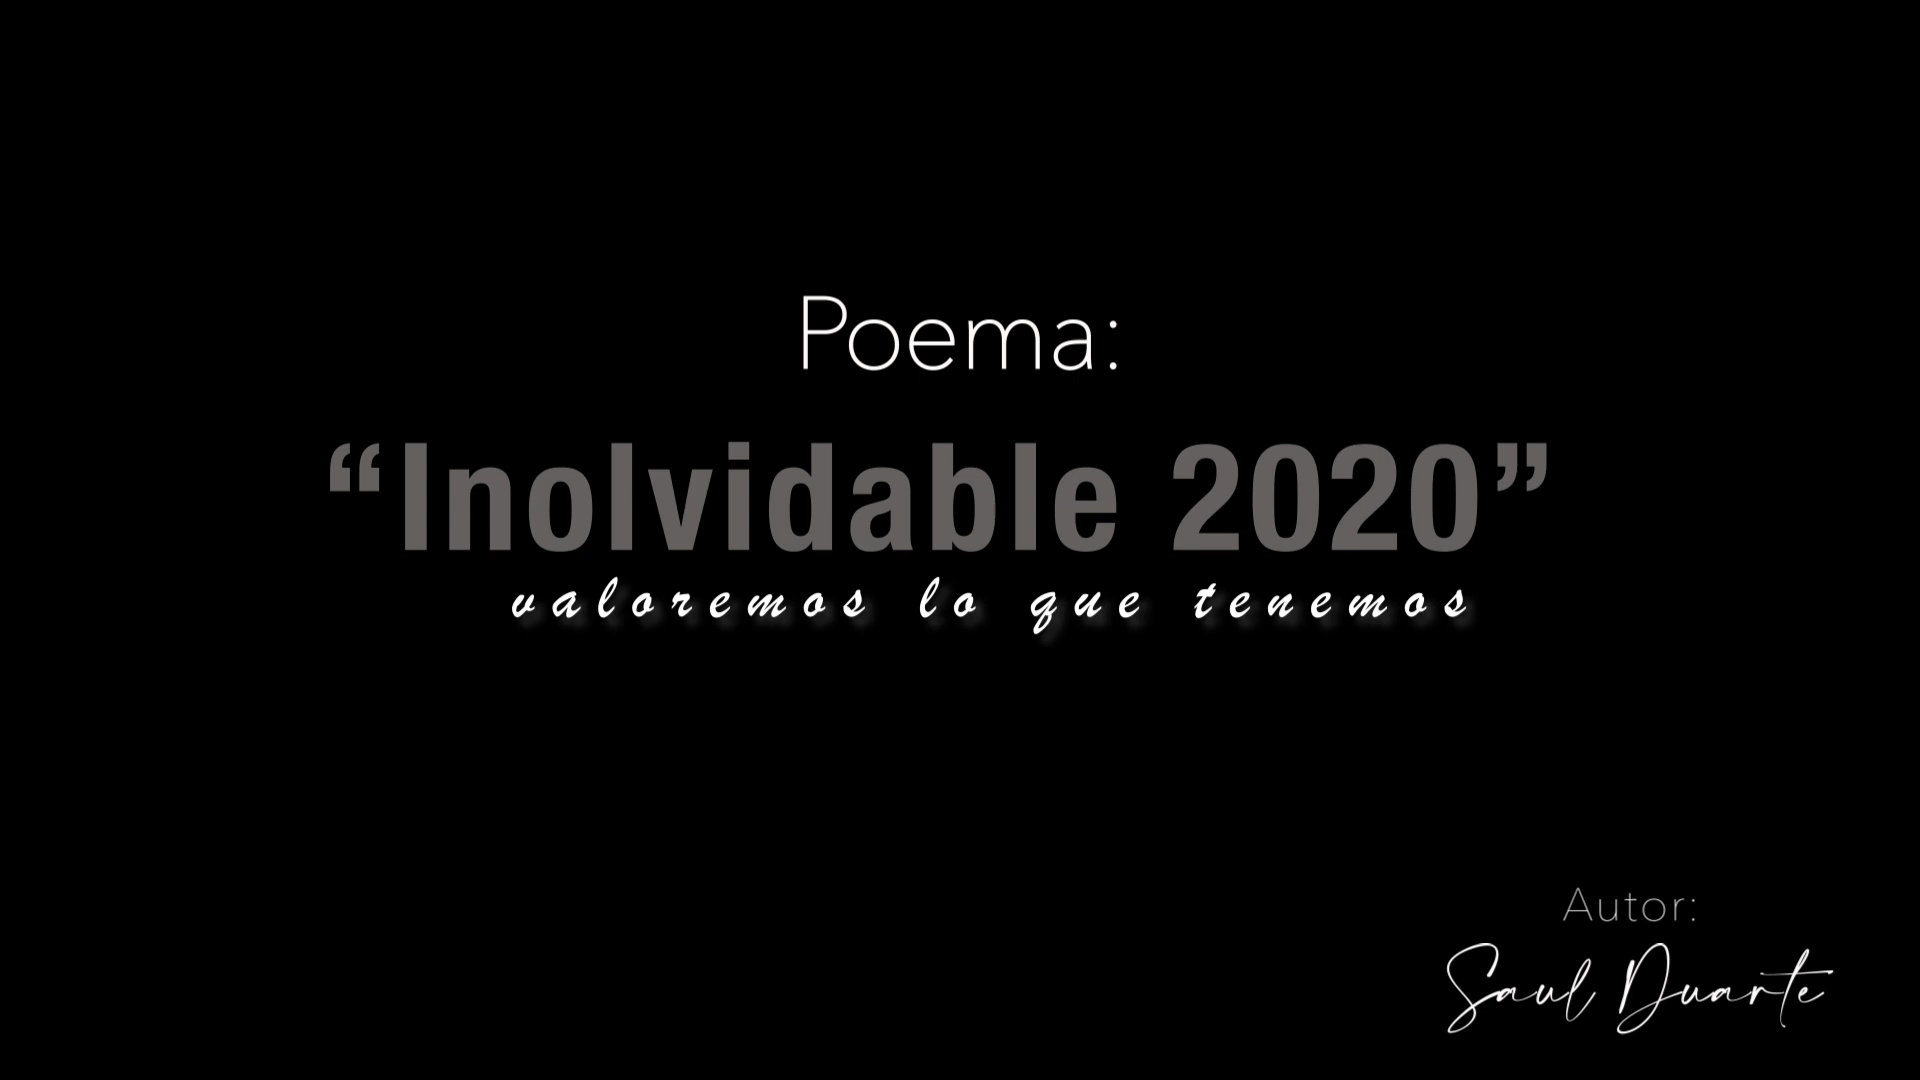 Poema:
“Inolvidable 2020”
valoremos lo que tenemos
Autor:
Saul Duarte